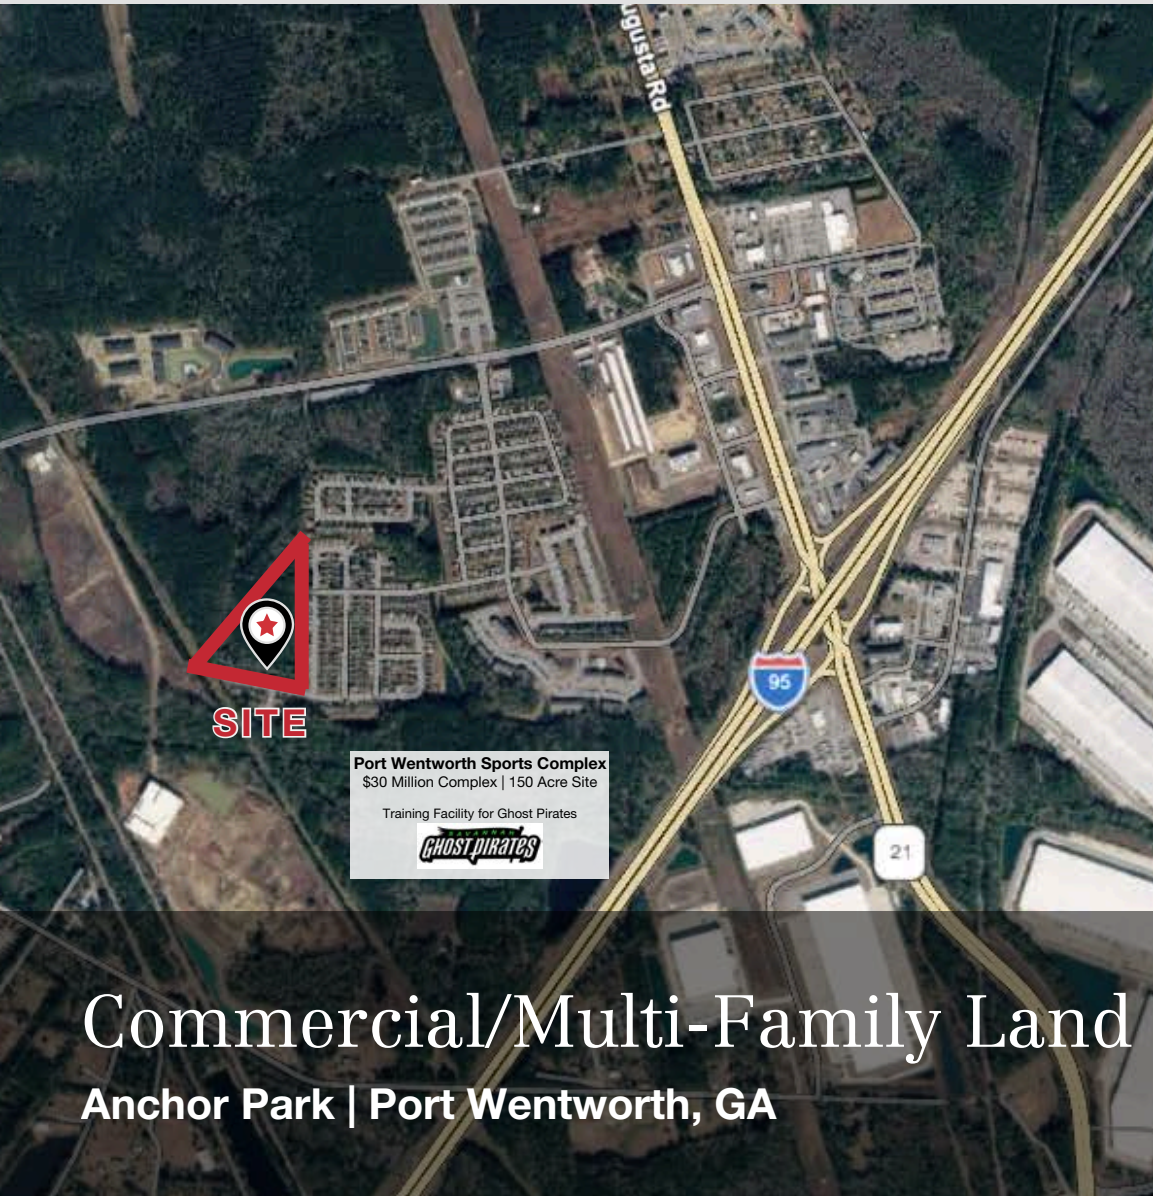 ugusta Rd
95
SITE
Port Wentworth Sports Complex
$30 Million Complex | 150 Acre Site
Training Facility for Ghost Pirates
SAVANNAH
GHOST PIRATES
21
Commercial/Multi-Family Land
Anchor Park | Port Wentworth, GA